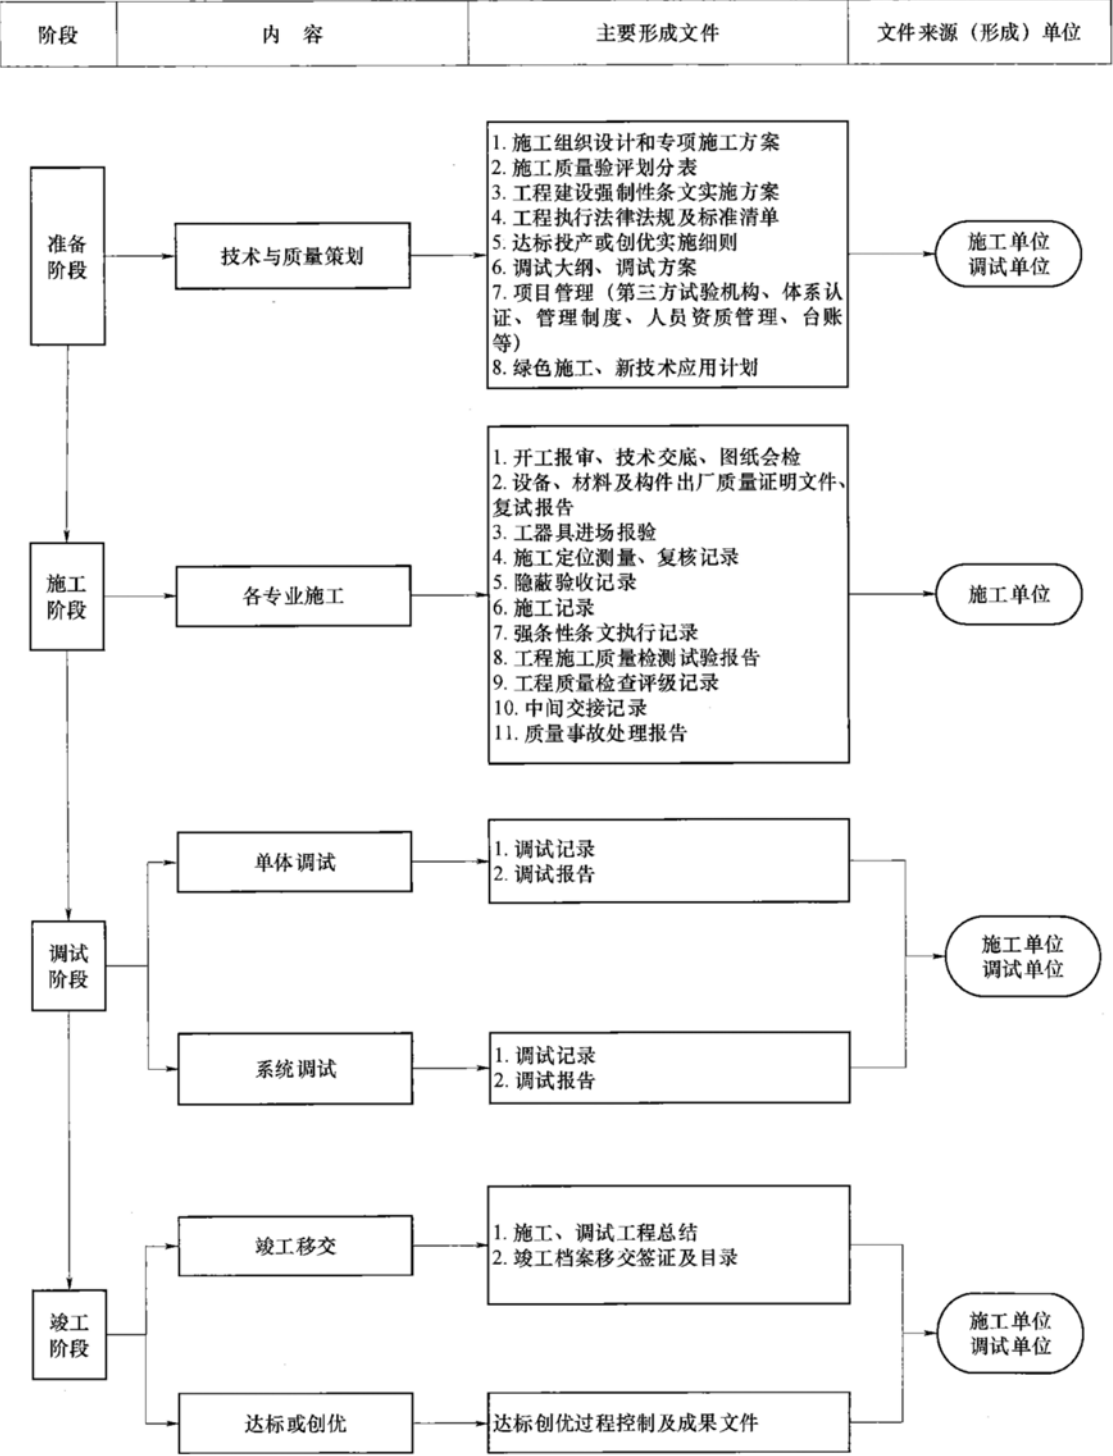 阶段
内 容
主要形成文件
文件来源（形成）单位
准备
阶段
技术与质量策划
1. 施工组织设计和专项施工方案
2. 施工质量验评划分表
3. 工程建设强制性条文实施方案
4. 工程执行法律法规及标准清单
5. 达标投产或创优实施细则
6. 调试大纲、调试方案
7. 项目管理（第三方试验机构、体系认
证、管理制度、人员资质管理、台账
等）
8. 绿色施工、新技术应用计划
施工单位
调试单位
施工
阶段
各专业施工
1. 开工报审、技术交底、图纸会检
2. 设备、材料及构件出厂质量证明文件、
复试报告
3. 工器具进场报验
4. 施工定位测量、复核记录
5. 隐蔽验收记录
6. 施工记录
7. 强条性条文执行记录
8. 工程施工质量检测试验报告
9. 工程质量检查评级记录
10. 中间交接记录
11. 质量事故处理报告
施工单位
调试
阶段
单体调试
1. 调试记录
2. 调试报告
系统调试
1. 调试记录
2. 调试报告
施工单位
调试单位
竣工
阶段
竣工移交
1. 施工、调试工程总结
2. 竣工档案移交签证及目录
达标或创优
达标创优过程控制及成果文件
施工单位
调试单位